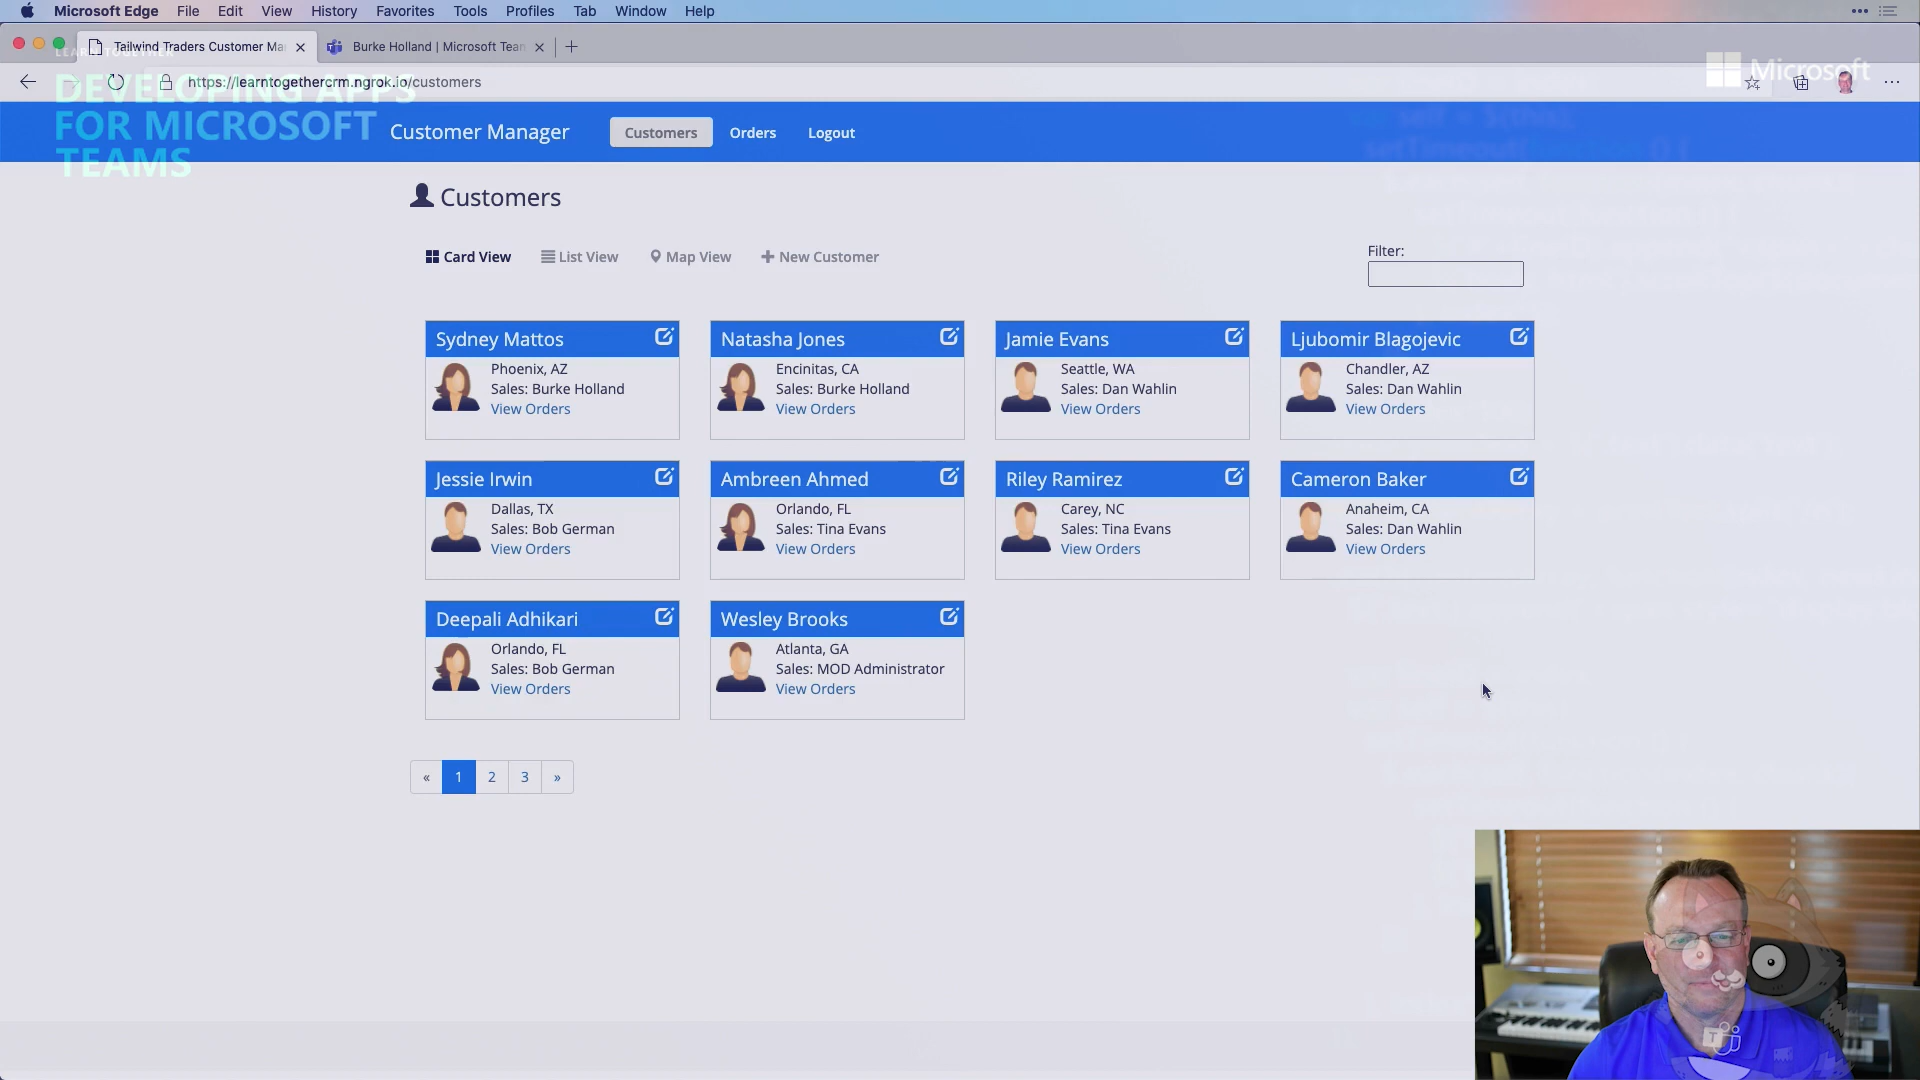 Microsoft Edge File Edit View History Favorites Tools Profiles Tab Window Help
Tailwind Traders Customer Ma
Burke Holland | Microsoft Team
LEARN TOGETHER
https://learntogethercrm.ngrok.io/customers
DEVELOPING APPS
FOR MICROSOFT
TEAMS
Microsoft
Customer Manager Customers Orders Logout
setTimeout(function() {
Customers
Card View List View Map View New Customer
Filter:
Sydney Mattos
Phoenix, AZ
Sales: Burke Holland
View Orders
Natasha Jones
Encinitas, CA
Sales: Burke Holland
View Orders
Jamie Evans
Seattle, WA
Sales: Dan Wahlin
View Orders
Ljubomir Blagojevic
Chandler, AZ
Sales: Dan Wahlin
View Orders
Jessie Irwin
Dallas, TX
Sales: Bob German
View Orders
Ambreen Ahmed
Orlando, FL
Sales: Tina Evans
View Orders
Riley Ramirez
Carey, NC
Sales: Tina Evans
View Orders
Cameron Baker
Anaheim, CA
Sales: Dan Wahlin
View Orders
Deepali Adhikari
Orlando, FL
Sales: Bob German
View Orders
Wesley Brooks
Atlanta, GA
Sales: MOD Administrator
View Orders
« 1 2 3 »